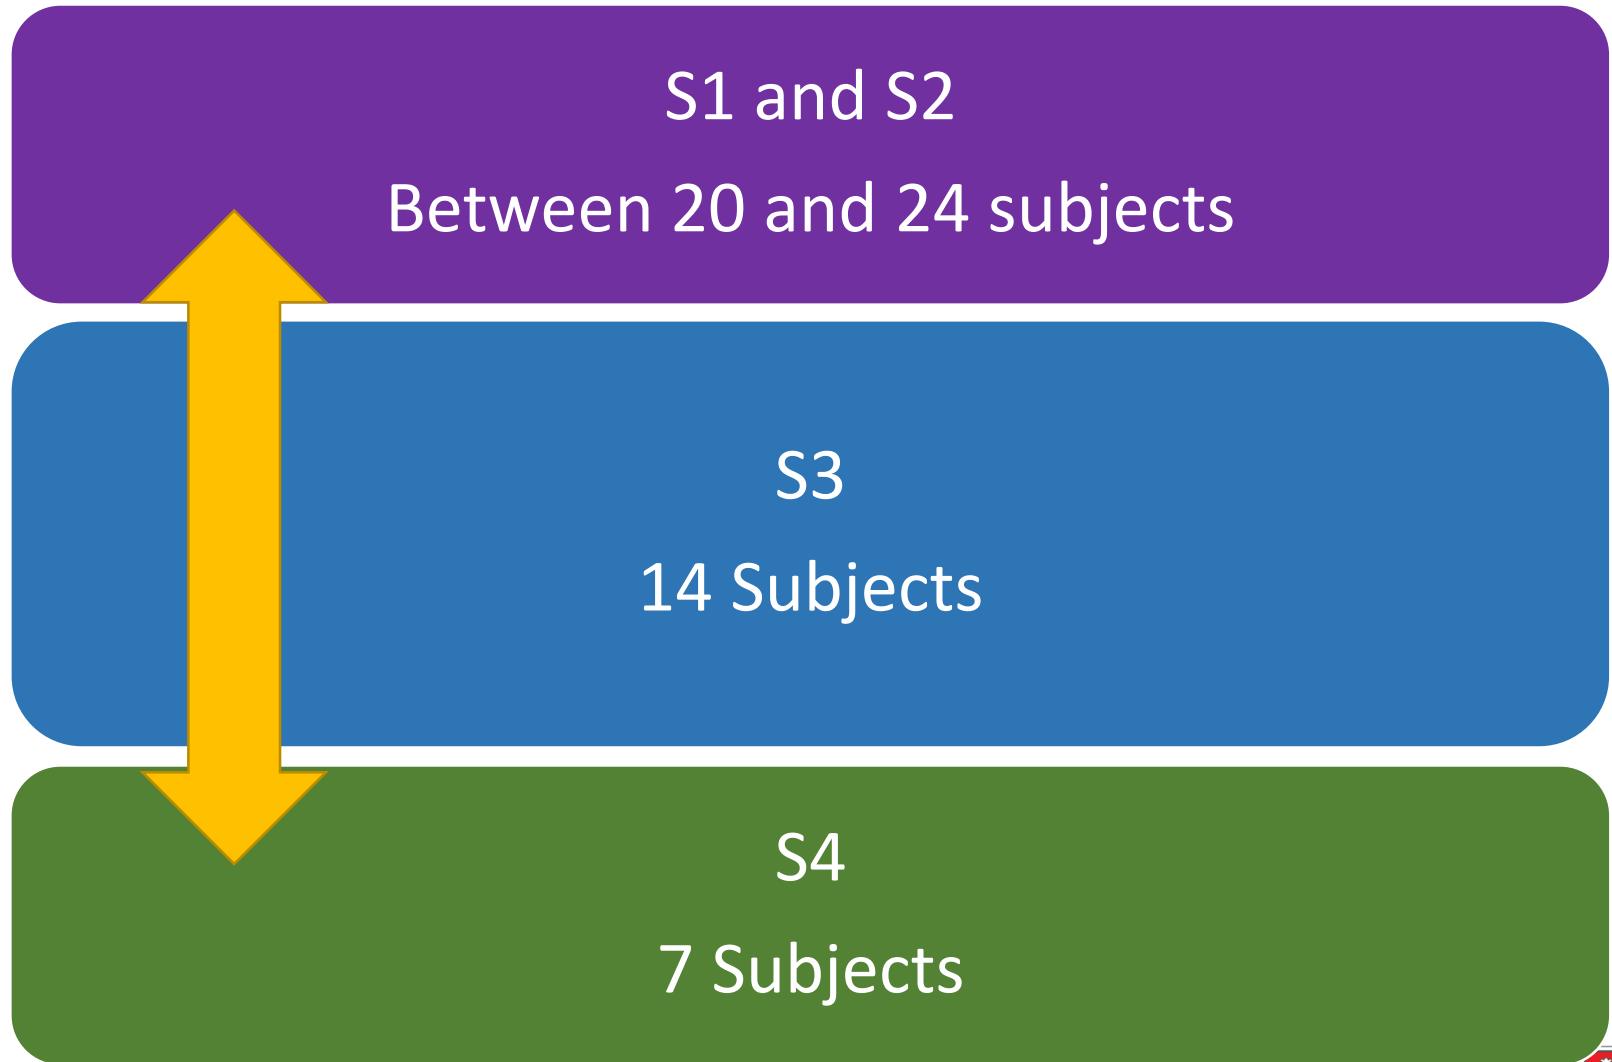 S1 and S2
Between 20 and 24 subjects
S3
14 Subjects
S4
7 Subjects